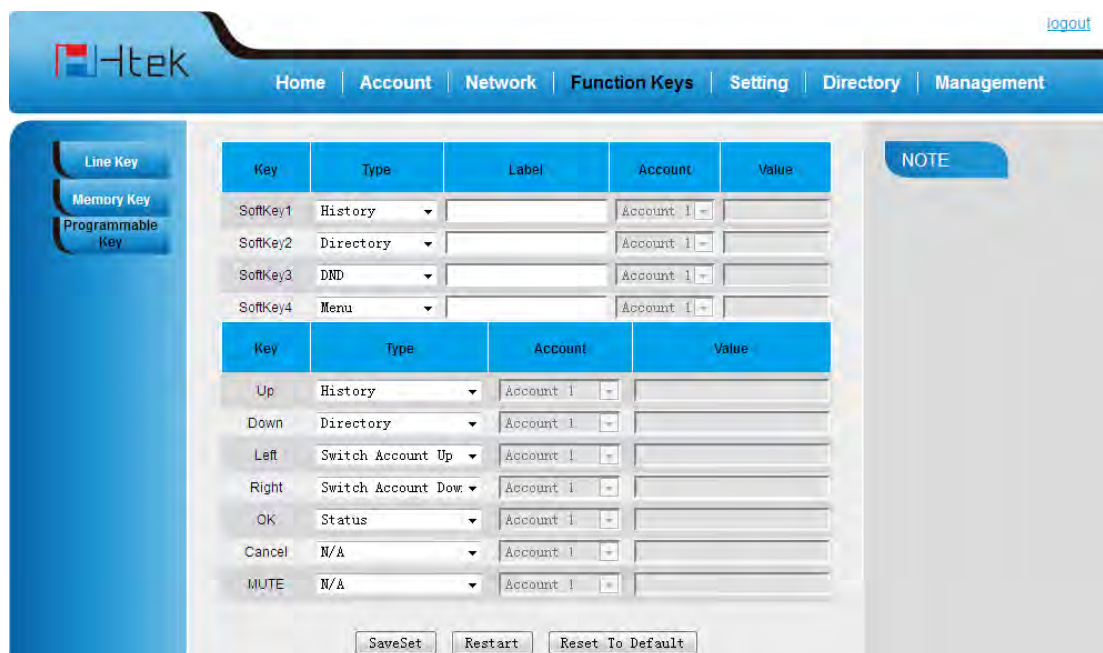 logout
Htek
Home Account Network Function Keys Setting Directory Management
Line Key
Memory Key
Programmable Key
Key Type Label Account Value
SoftKey1 History Account 1
SoftKey2 Directory Account 1
SoftKey3 DND Account 1
SoftKey4 Menu Account 1
Key Type Account Value
Up History Account 1
Down Directory Account 1
Left Switch Account Up Account 1
Right Switch Account Dow Account 1
OK Status Account 1
Cancel N/A Account 1
MUTE N/A Account 1
SaveSet Restart Reset To Default
NOTE